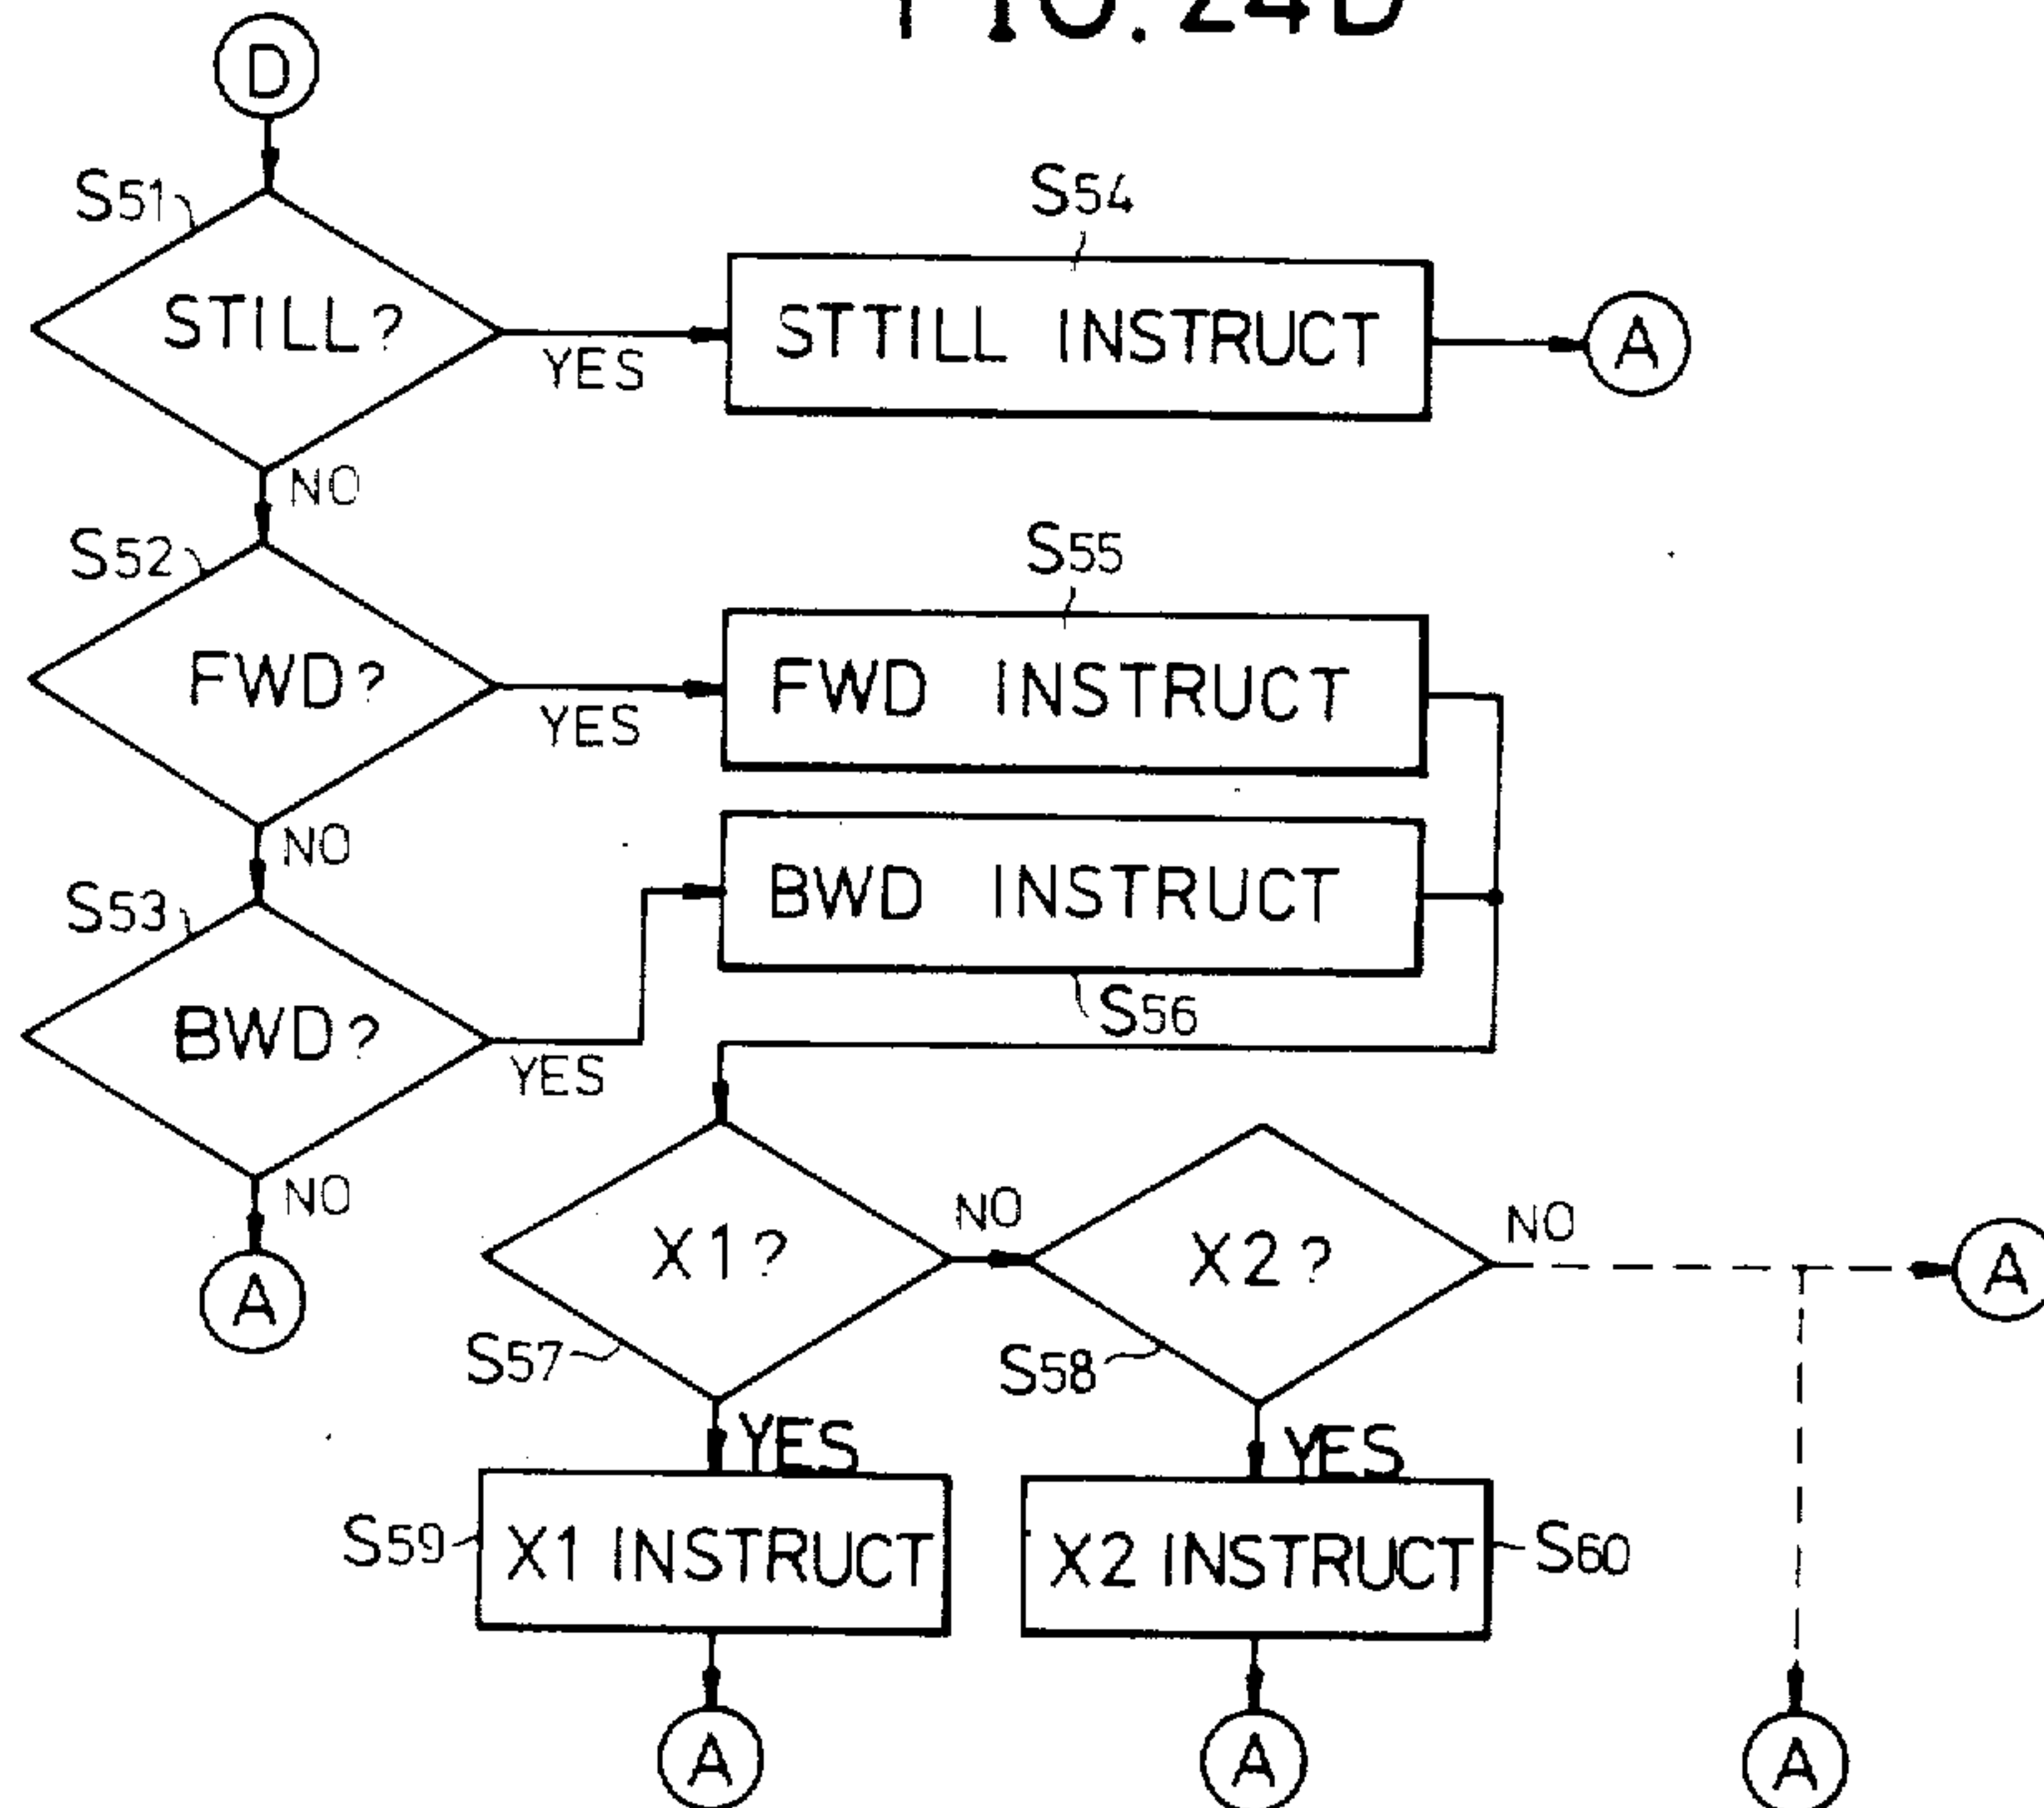 FIG. 24D
D
S51
STILL?
YES
S54
STTILL INSTRUCT
A
NO
S52
FWD?
YES
S55
FWD INSTRUCT
NO
S53
BWD?
YES
BWD INSTRUCT
S56
NO
A
X1?
S57
NO
X2?
S58
NO
A
YES
S59
X1 INSTRUCT
A
YES
X2 INSTRUCT
S60
A
A